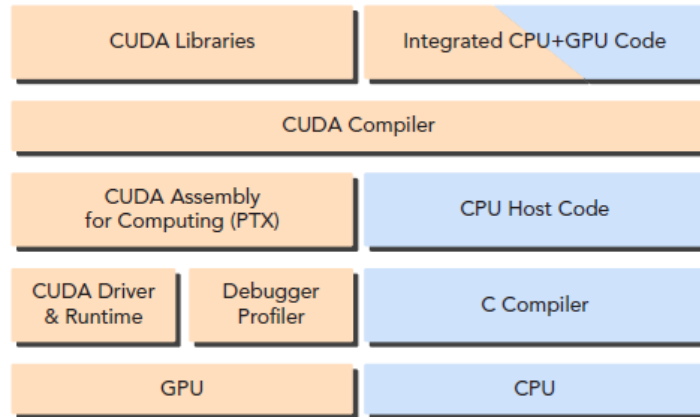 CUDA Libraries
Integrated CPU+GPU Code
CUDA Compiler
CUDA Assembly
for Computing (PTX)
CPU Host Code
CUDA Driver
& Runtime
Debugger
Profiler
C Compiler
GPU
CPU